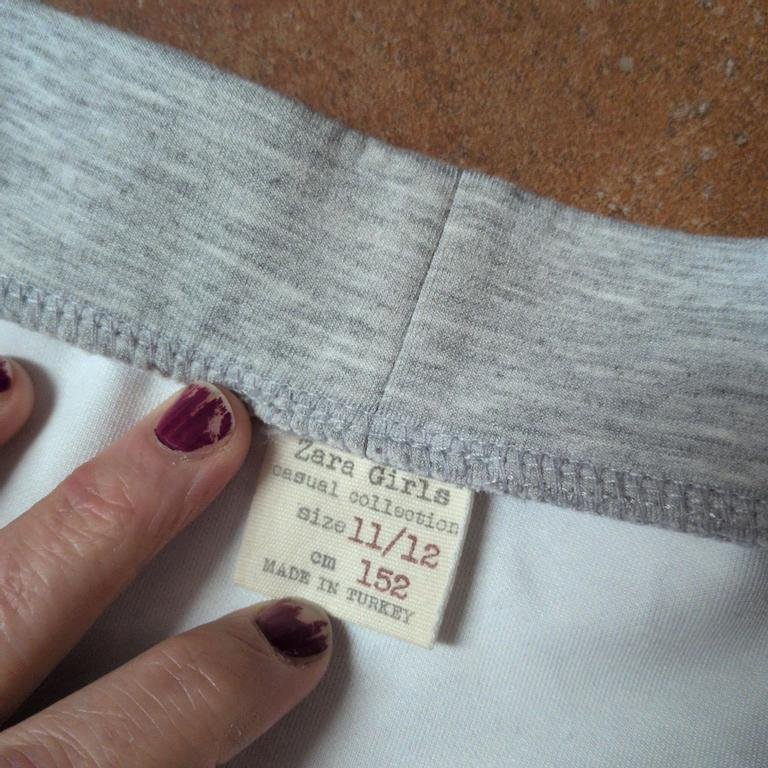 Zara Girls
casual collection
size 11/12
cm 152
MADE IN TURKEY